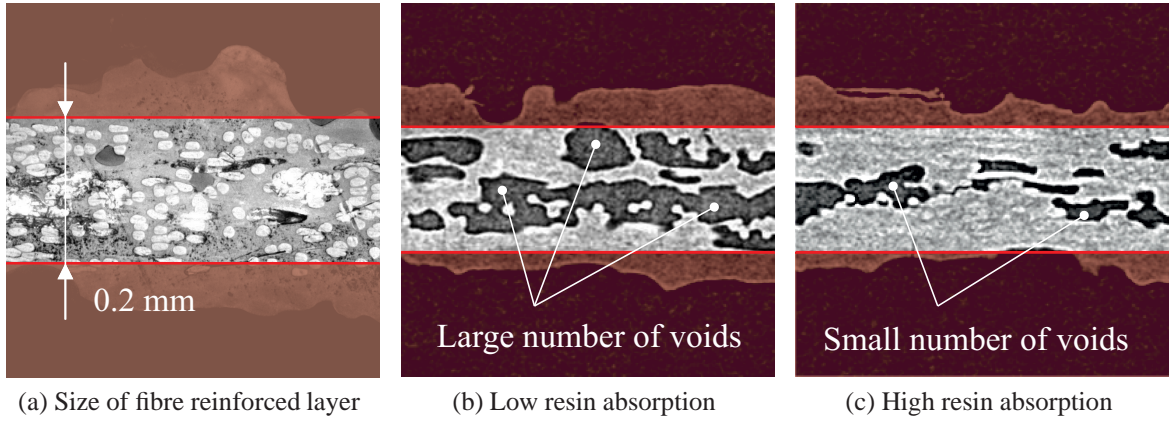 0.2 mm
Large number of voids
Small number of voids
(a) Size of fibre reinforced layer
(b) Low resin absorption
(c) High resin absorption